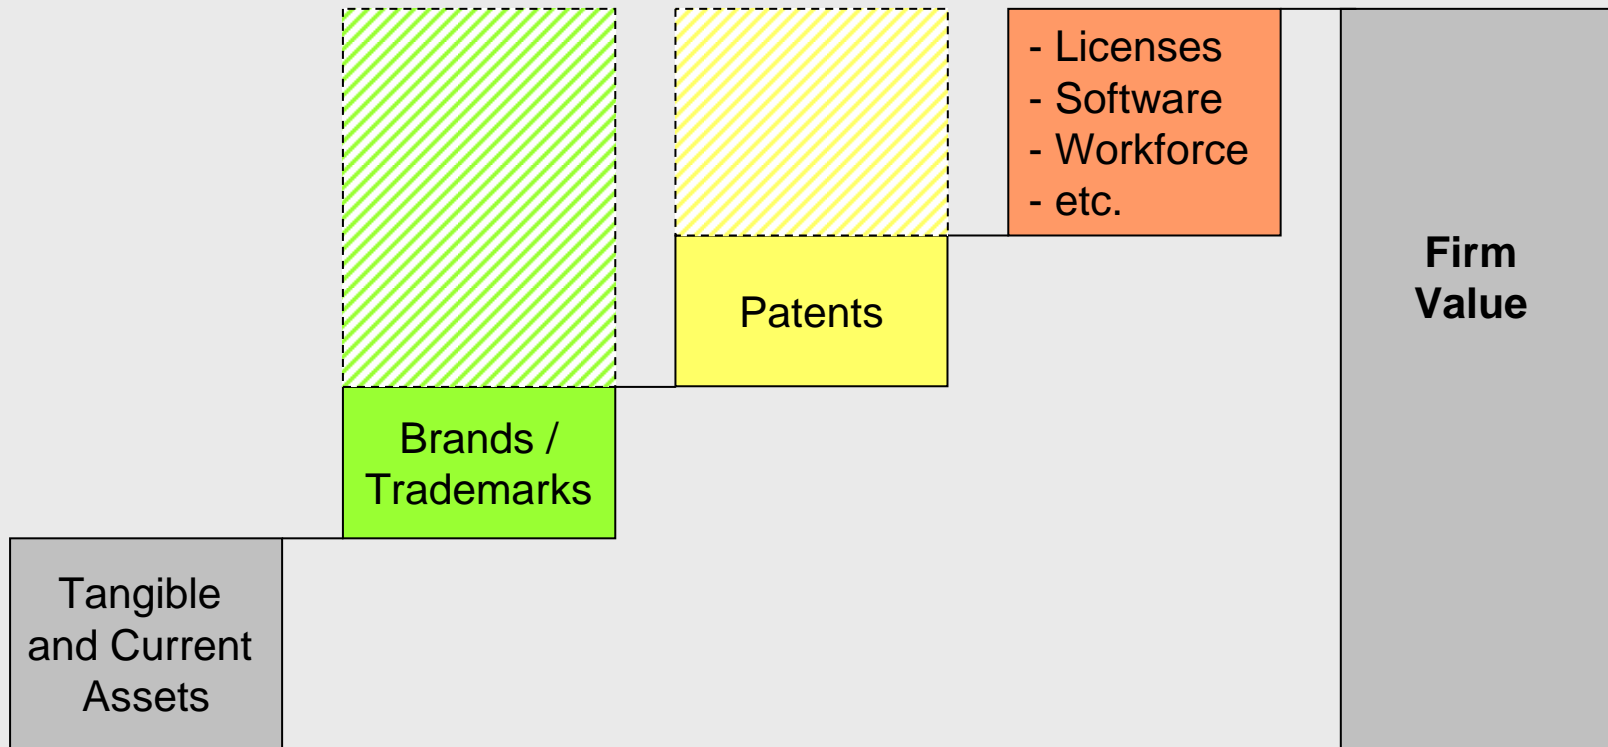 Tangible
and Current
Assets
Brands /
Trademarks
Patents
- Licenses
- Software
- Workforce
- etc.
Firm
Value